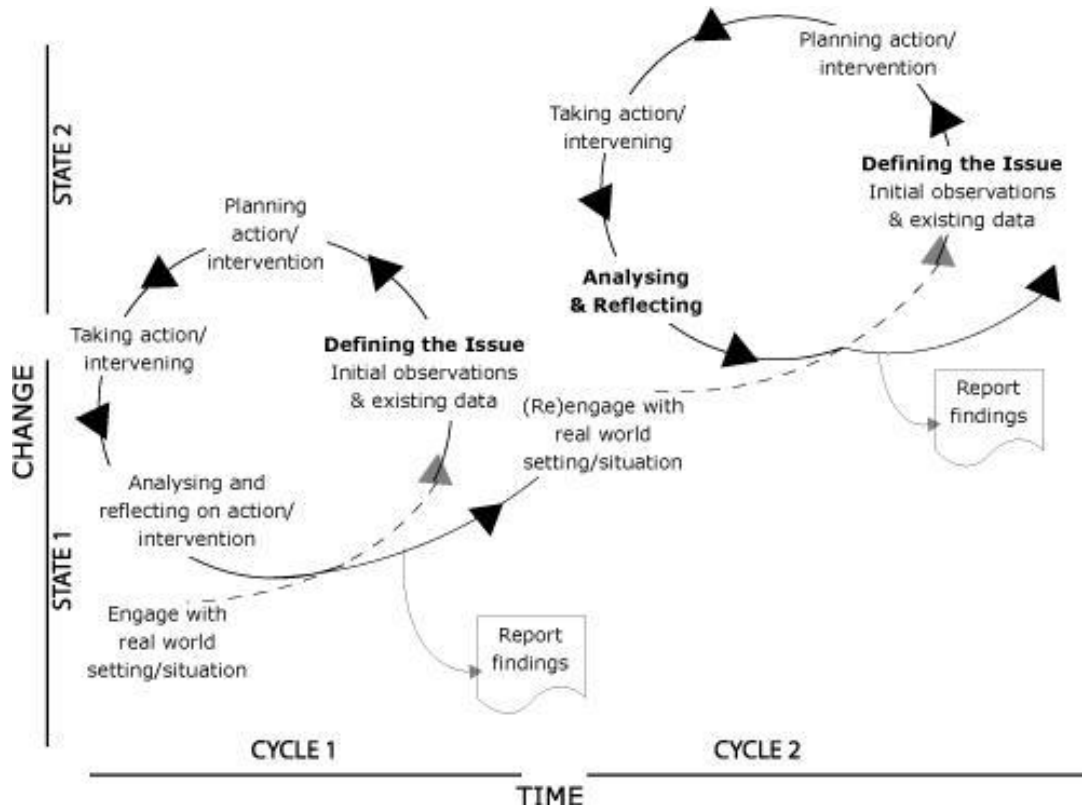 Planning action/
intervention
Taking action/
intervening
Defining the Issue
Initial observations
& existing data
Analysing
& Reflecting
STATE 2
Planning
action/
intervention
Taking action/
intervening
Defining the Issue
Initial observations
& existing data
(Re)engage with
real world
setting/situation
Report
findings
CHANGE
Analysing and
reflecting on action/
intervention
STATE 1
Engage with
real world
setting/situation
Report
findings
CYCLE 1
CYCLE 2
TIME